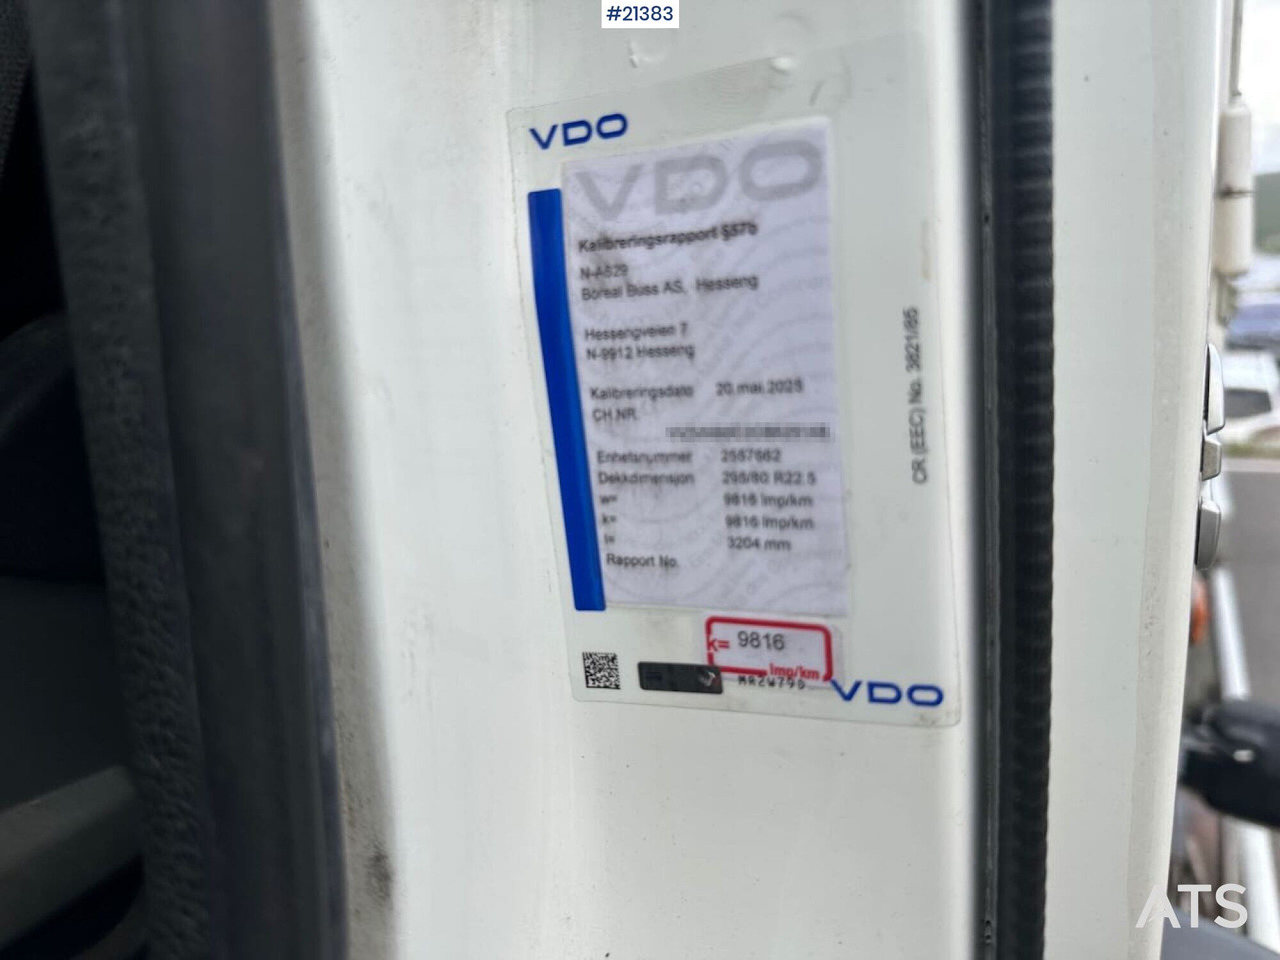 #21383
VDO
VDO
Kalibreringsrapport §57b
N-A529
Boreal Buss AS, Hesseng
Hessengveien 7
N-9912 Hesseng
Kalibreringsdato 20.mai.2025
CH.NR.
Enhetsnummer 2557662
Dekkdimensjon 295/80 R22.5
w= 9816 Imp/km
k= 9816 Imp/km
l= 3204 mm
Rapport No.
k= 9816
Imp/km
MR2W79D
VDO
CR (EEC) No. 3821/85
ATS